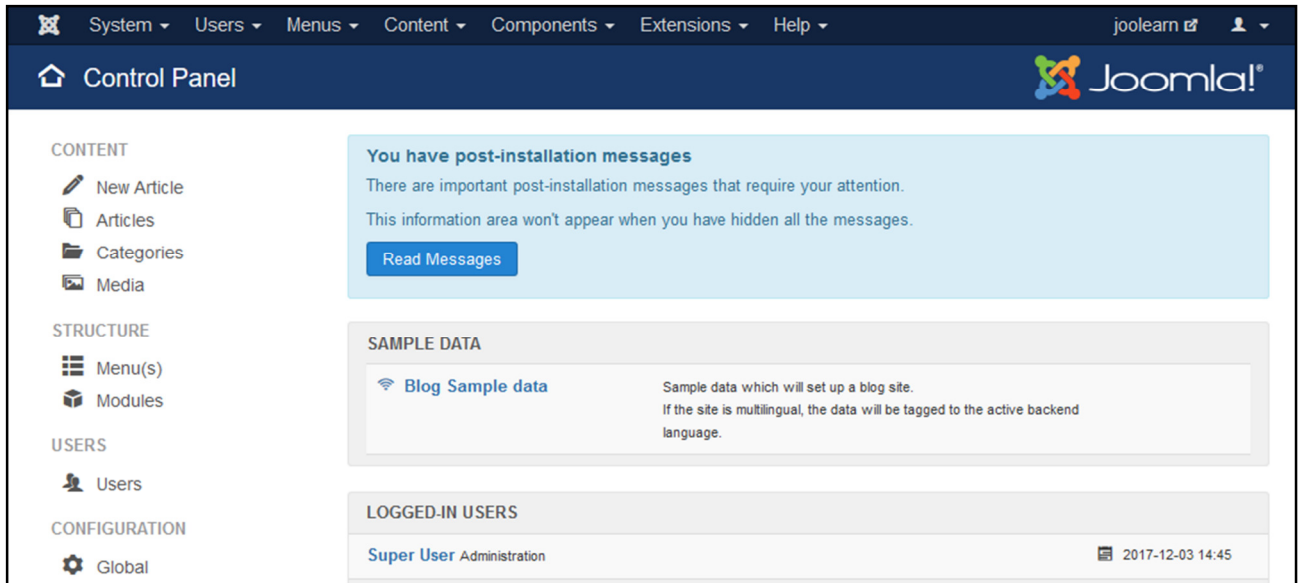 System Users Menus Content Components Extensions Help joolearn
Control Panel Joomla!®
CONTENT
New Article
Articles
Categories
Media
STRUCTURE
Menu(s)
Modules
USERS
Users
CONFIGURATION
Global
You have post-installation messages
There are important post-installation messages that require your attention.
This information area won't appear when you have hidden all the messages.
Read Messages
SAMPLE DATA
Blog Sample data
Sample data which will set up a blog site.
If the site is multilingual, the data will be tagged to the active backend
language.
LOGGED-IN USERS
Super User Administration 2017-12-03 14:45